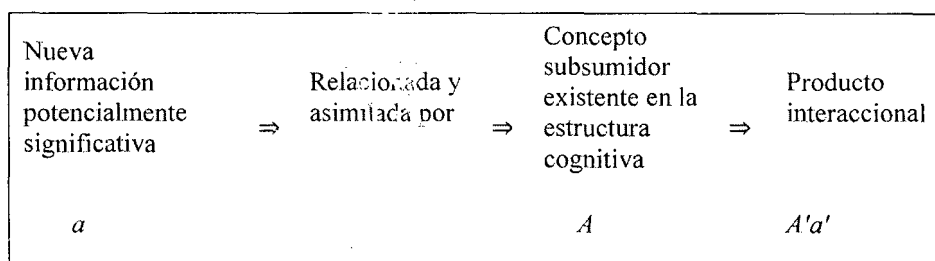 Nueva
información
potencialmente
significativa
⇒
Relacionada y
asimilada por
⇒
Concepto
subsumidor
existente en la
estructura
cognitiva
⇒
Producto
interaccional
a
A
A'a'